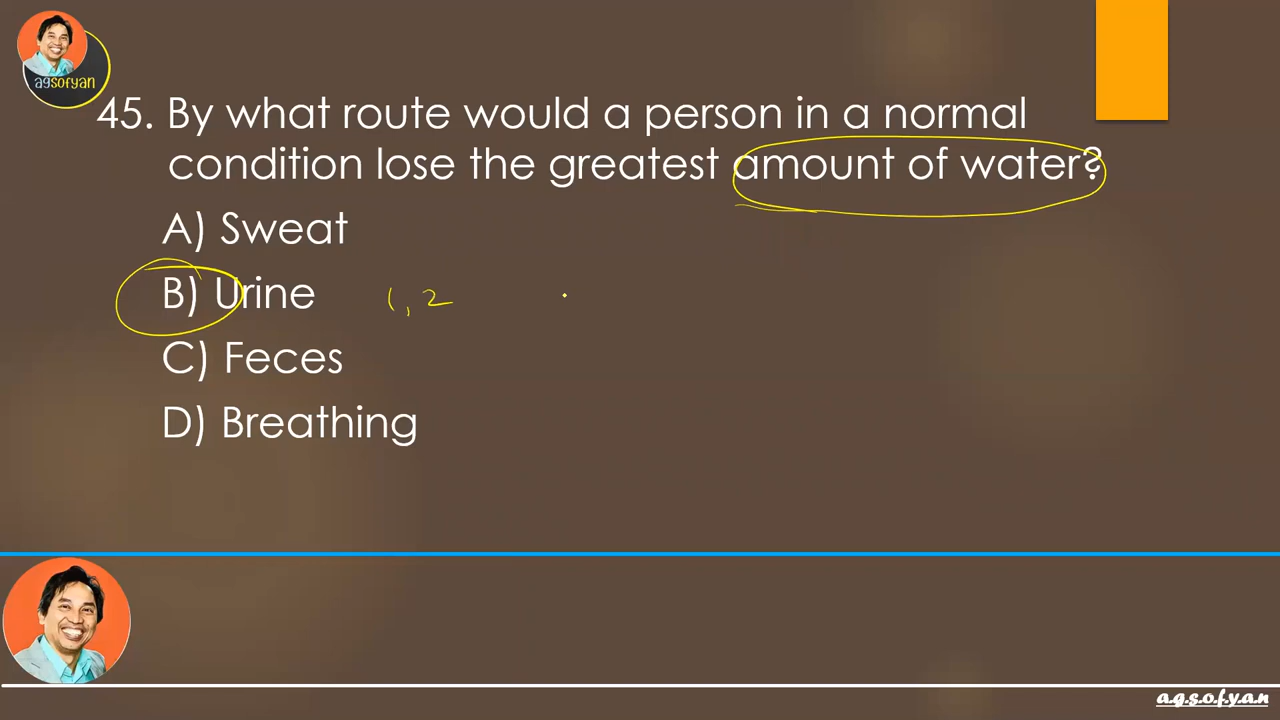 agsofyan
45. By what route would a person in a normal
condition lose the greatest amount of water?
A) Sweat
B) Urine 1, 2
C) Feces
D) Breathing
a.g.s.o.f.y.a.n